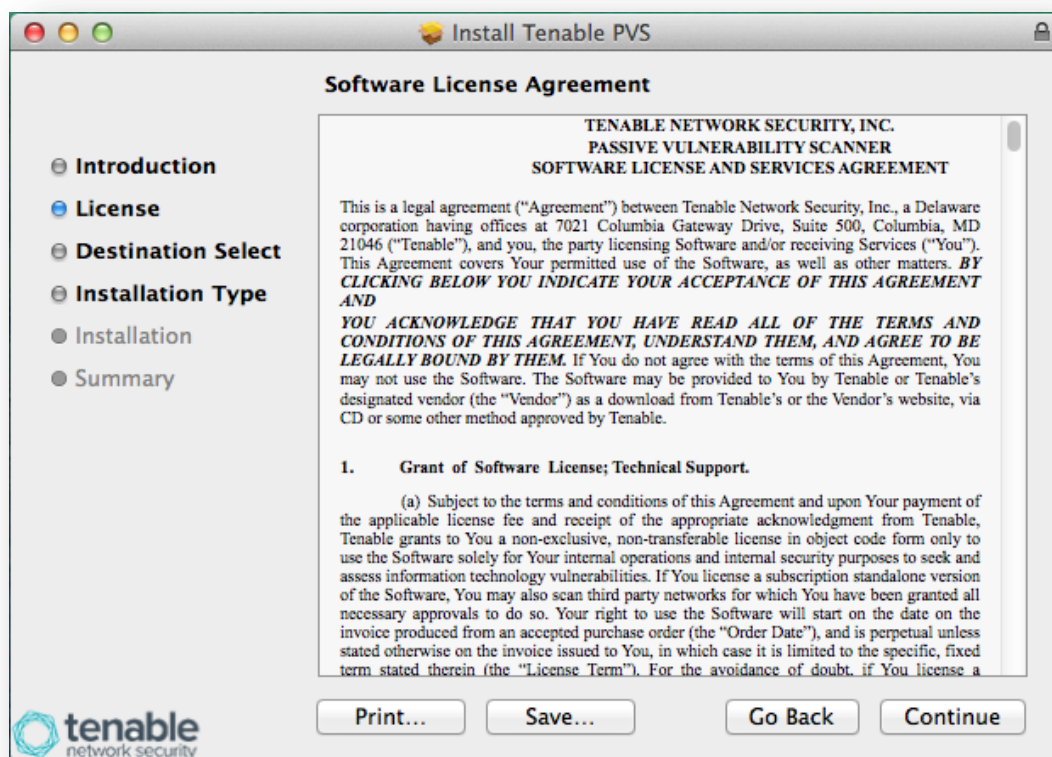 Install Tenable PVS
Software License Agreement
Introduction
License
Destination Select
Installation Type
Installation
Summary
TENABLE NETWORK SECURITY, INC.
PASSIVE VULNERABILITY SCANNER
SOFTWARE LICENSE AND SERVICES AGREEMENT
This is a legal agreement (“Agreement”) between Tenable Network Security, Inc., a Delaware
corporation having offices at 7021 Columbia Gateway Drive, Suite 500, Columbia, MD
21046 (“Tenable”), and you, the party licensing Software and/or receiving Services (“You”).
This Agreement covers Your permitted use of the Software, as well as other matters. BY
CLICKING BELOW YOU INDICATE YOUR ACCEPTANCE OF THIS AGREEMENT
AND
YOU ACKNOWLEDGE THAT YOU HAVE READ ALL OF THE TERMS AND
CONDITIONS OF THIS AGREEMENT, UNDERSTAND THEM, AND AGREE TO BE
LEGALLY BOUND BY THEM. If You do not agree with the terms of this Agreement, You
may not use the Software. The Software may be provided to You by Tenable or Tenable’s
designated vendor (the “Vendor”) as a download from Tenable’s or the Vendor’s website, via
CD or some other method approved by Tenable.
1. Grant of Software License; Technical Support.
(a) Subject to the terms and conditions of this Agreement and upon Your payment of
the applicable license fee and receipt of the appropriate acknowledgment from Tenable,
Tenable grants to You a non-exclusive, non-transferable license in object code form only to
use the Software solely for Your internal operations and internal security purposes to seek and
assess information technology vulnerabilities. If You license a subscription standalone version
of the Software, You may also scan third party networks for which You have been granted all
necessary approvals to do so. Your right to use the Software will start on the date on the
invoice produced from an accepted purchase order (the “Order Date”), and is perpetual unless
stated otherwise on the invoice issued to You, in which case it is limited to the specific, fixed
term stated therein (the “License Term”). For the avoidance of doubt, if You license a
Print...
Save...
Go Back
Continue
tenable
network security